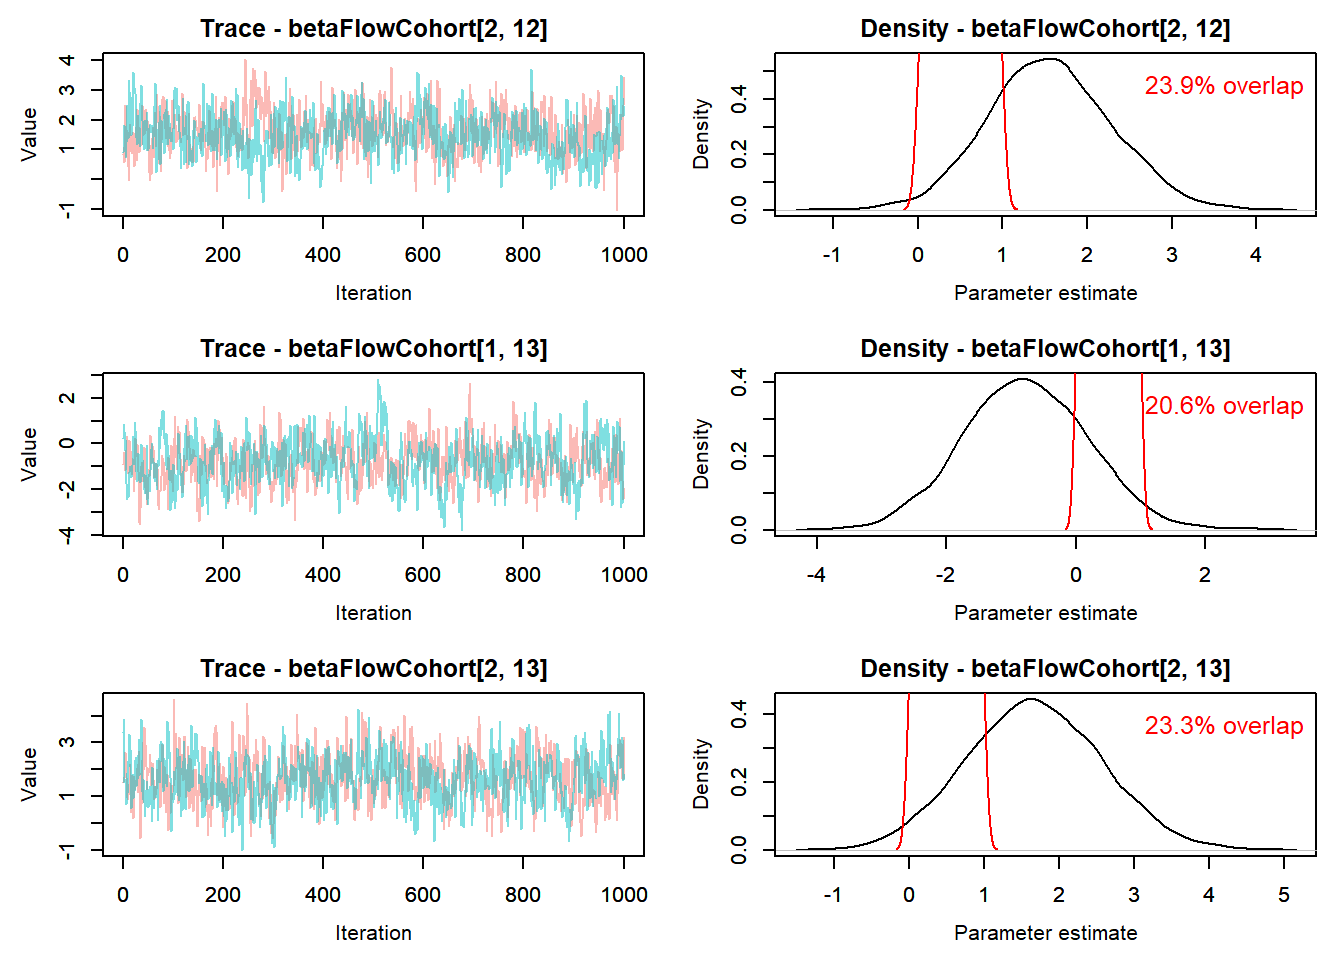 Trace - betaFlowCohort[2, 12]
Value
4
3
2
1
-1
0 200 400 600 800 1000
Iteration
Density - betaFlowCohort[2, 12]
Density
0.4
0.2
0.0
23.9% overlap
-1 0 1 2 3 4
Parameter estimate
Trace - betaFlowCohort[1, 13]
Value
2
0
-2
-4
0 200 400 600 800 1000
Iteration
Density - betaFlowCohort[1, 13]
Density
0.4
0.2
0.0
20.6% overlap
-4 -2 0 2
Parameter estimate
Trace - betaFlowCohort[2, 13]
Value
3
1
-1
0 200 400 600 800 1000
Iteration
Density - betaFlowCohort[2, 13]
Density
0.4
0.2
0.0
23.3% overlap
-1 0 1 2 3 4 5
Parameter estimate